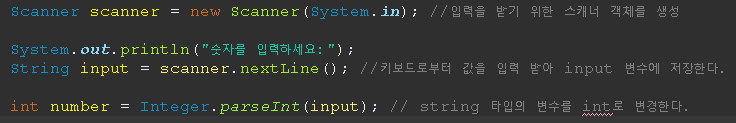 Scanner scanner = new Scanner(System.in); //입력을 받기 위한 스캐너 객체를 생성
System.out.println("숫자를 입력하세요:");
String input = scanner.nextLine(); //키보드로부터 값을 입력 받아 input 변수에 저장한다.
int number = Integer.parseInt(input); // string 타입의 변수를 int로 변경한다.